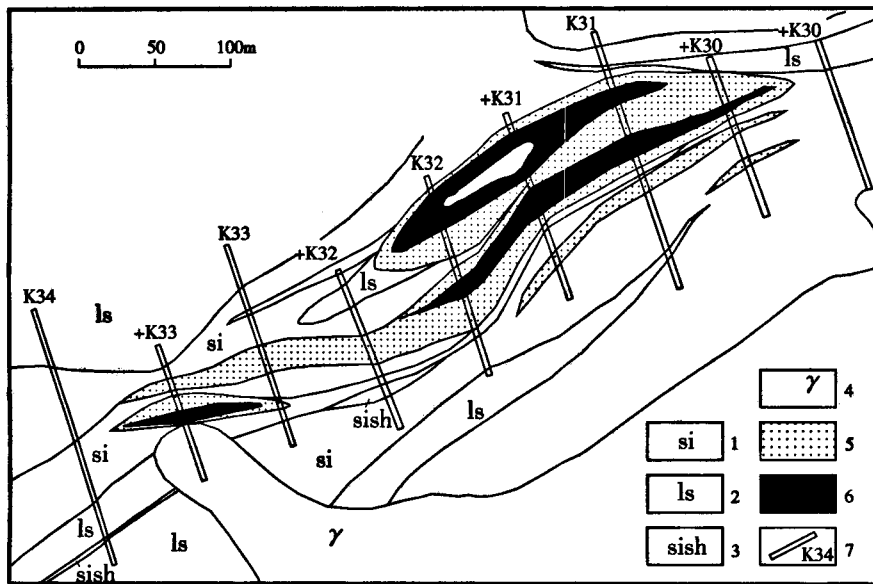 0 50 100m
K31
+K30
+K30
ls
+K31
K32
K33
+K32
ls
K34
ls
+K33
si
sish
ls
si
si
ls
ls
sish
γ
γ 4
si 1
5
ls 2
6
sish 3
K34 7